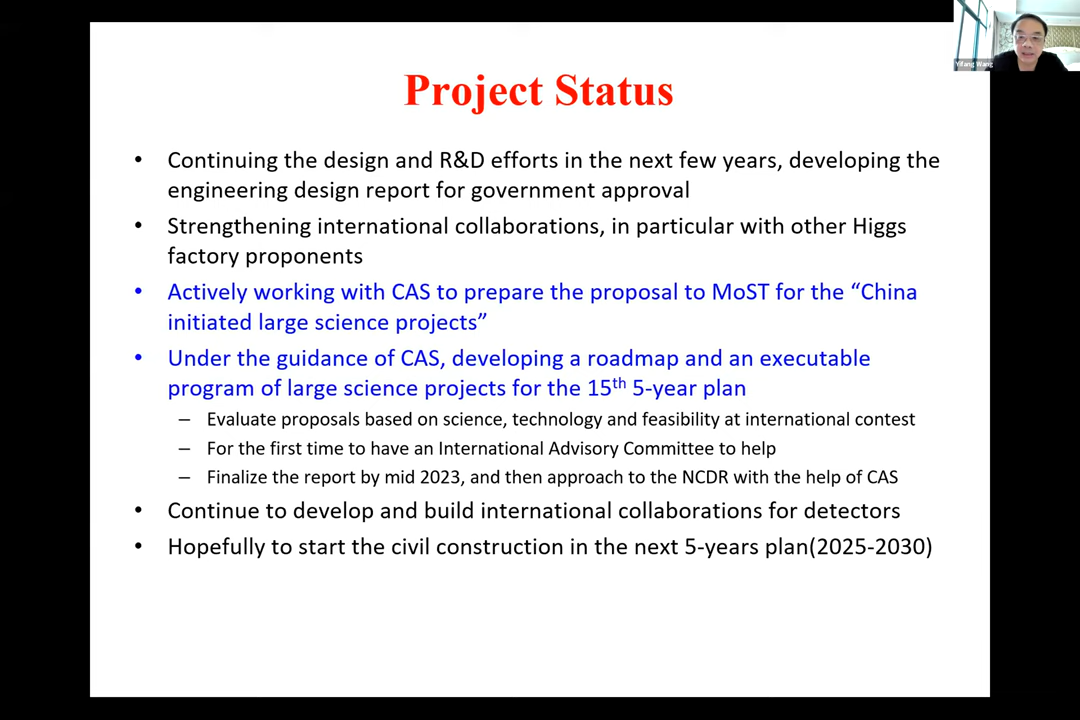 Project Status
• Continuing the design and R&D efforts in the next few years, developing the
engineering design report for government approval
• Strengthening international collaborations, in particular with other Higgs
factory proponents
• Actively working with CAS to prepare the proposal to MoST for the “China
initiated large science projects”
• Under the guidance of CAS, developing a roadmap and an executable
program of large science projects for the 15th 5-year plan
– Evaluate proposals based on science, technology and feasibility at international contest
– For the first time to have an International Advisory Committee to help
– Finalize the report by mid 2023, and then approach to the NCDR with the help of CAS
• Continue to develop and build international collaborations for detectors
• Hopefully to start the civil construction in the next 5-years plan(2025-2030)
Yifang Wang